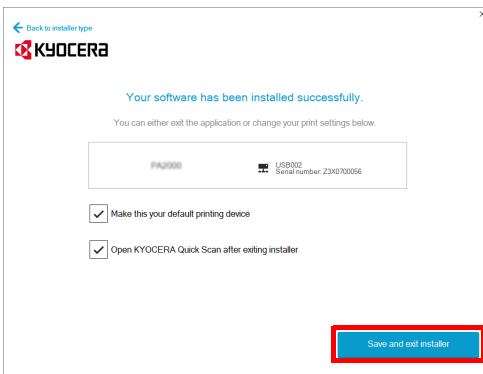 Back to installer type
KYOCERA
Your software has been installed successfully.
You can either exit the application or change your print settings below.
PA2000
USB002
Serial number: Z3X0700056
Make this your default printing device
Open KYOCERA Quick Scan after exiting installer
Save and exit installer